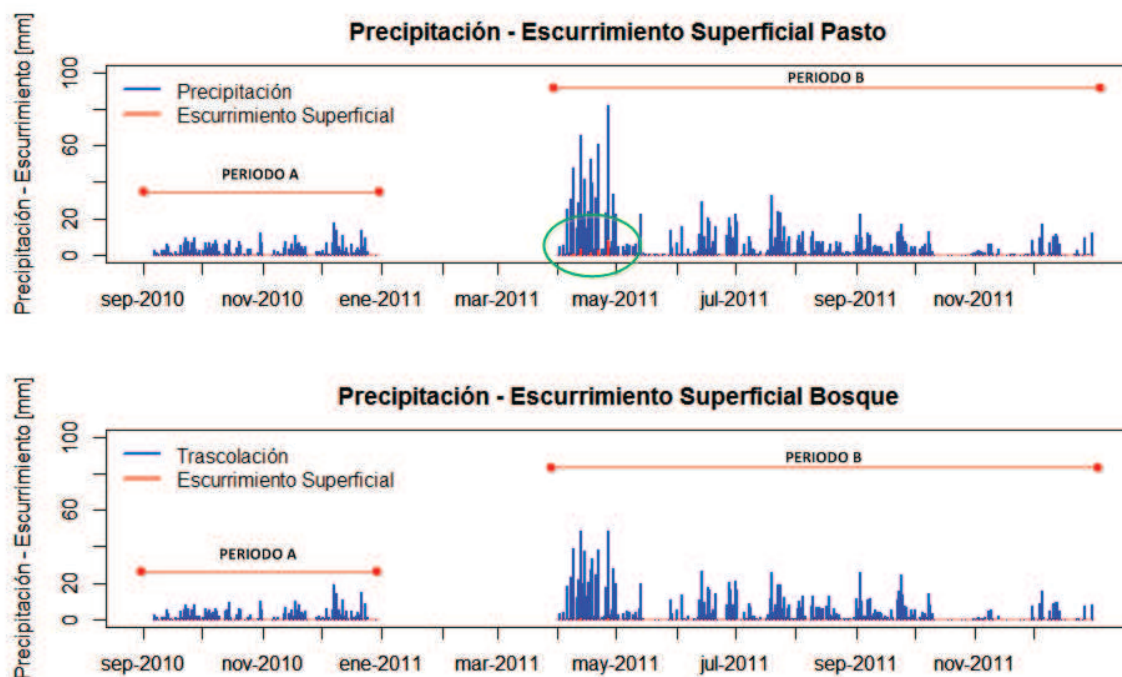 Precipitación - Escurrimiento Superficial Pasto
Precipitación - Escurrimiento [mm]
100
60
20
0
Precipitación
Escurrimiento Superficial
PERIODO A
PERIODO B
sep-2010 nov-2010 ene-2011 mar-2011 may-2011 jul-2011 sep-2011 nov-2011
Precipitación - Escurrimiento Superficial Bosque
Precipitación - Escurrimiento [mm]
100
60
20
0
Trascolación
Escurrimiento Superficial
PERIODO A
PERIODO B
sep-2010 nov-2010 ene-2011 mar-2011 may-2011 jul-2011 sep-2011 nov-2011